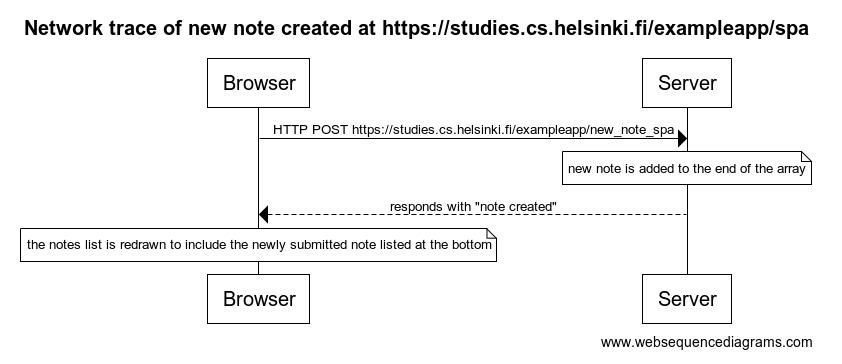 Network trace of new note created at https://studies.cs.helsinki.fi/exampleapp/spa
Browser
Server
HTTP POST https://studies.cs.helsinki.fi/exampleapp/new_note_spa
new note is added to the end of the array
responds with "note created"
the notes list is redrawn to include the newly submitted note listed at the bottom
Browser
Server
www.websequencediagrams.com